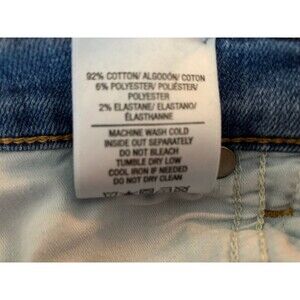 92% COTTON/ ALGODÓN/ COTON
6% POLYESTER/ POLIÉSTER/
POLYESTER
2% ELASTANE/ ELASTANO/
ÉLASTHANNE
MACHINE WASH COLD
INSIDE OUT SEPARATELY
DO NOT BLEACH
TUMBLE DRY LOW
COOL IRON IF NEEDED
DO NOT DRY CLEAN